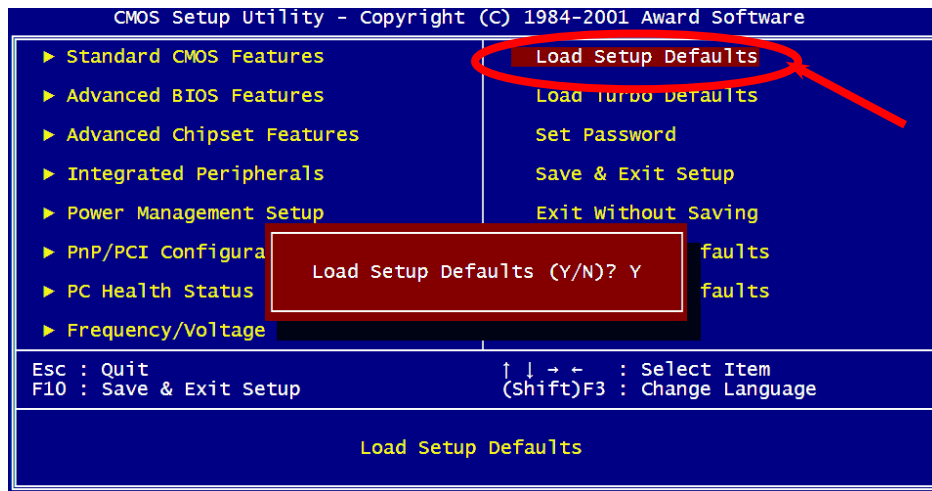 CMOS Setup Utility - Copyright (C) 1984-2001 Award Software
► Standard CMOS Features
► Advanced BIOS Features
► Advanced Chipset Features
► Integrated Peripherals
► Power Management Setup
► PnP/PCI Configura
► PC Health Status
► Frequency/Voltage
Load Setup Defaults
Load Turbo Defaults
Set Password
Save & Exit Setup
Exit Without Saving
faults
faults
Load Setup Defaults (Y/N)? Y
Esc : Quit
F10 : Save & Exit Setup
↑ ↓ → ← : Select Item
(Shift)F3 : Change Language
Load Setup Defaults